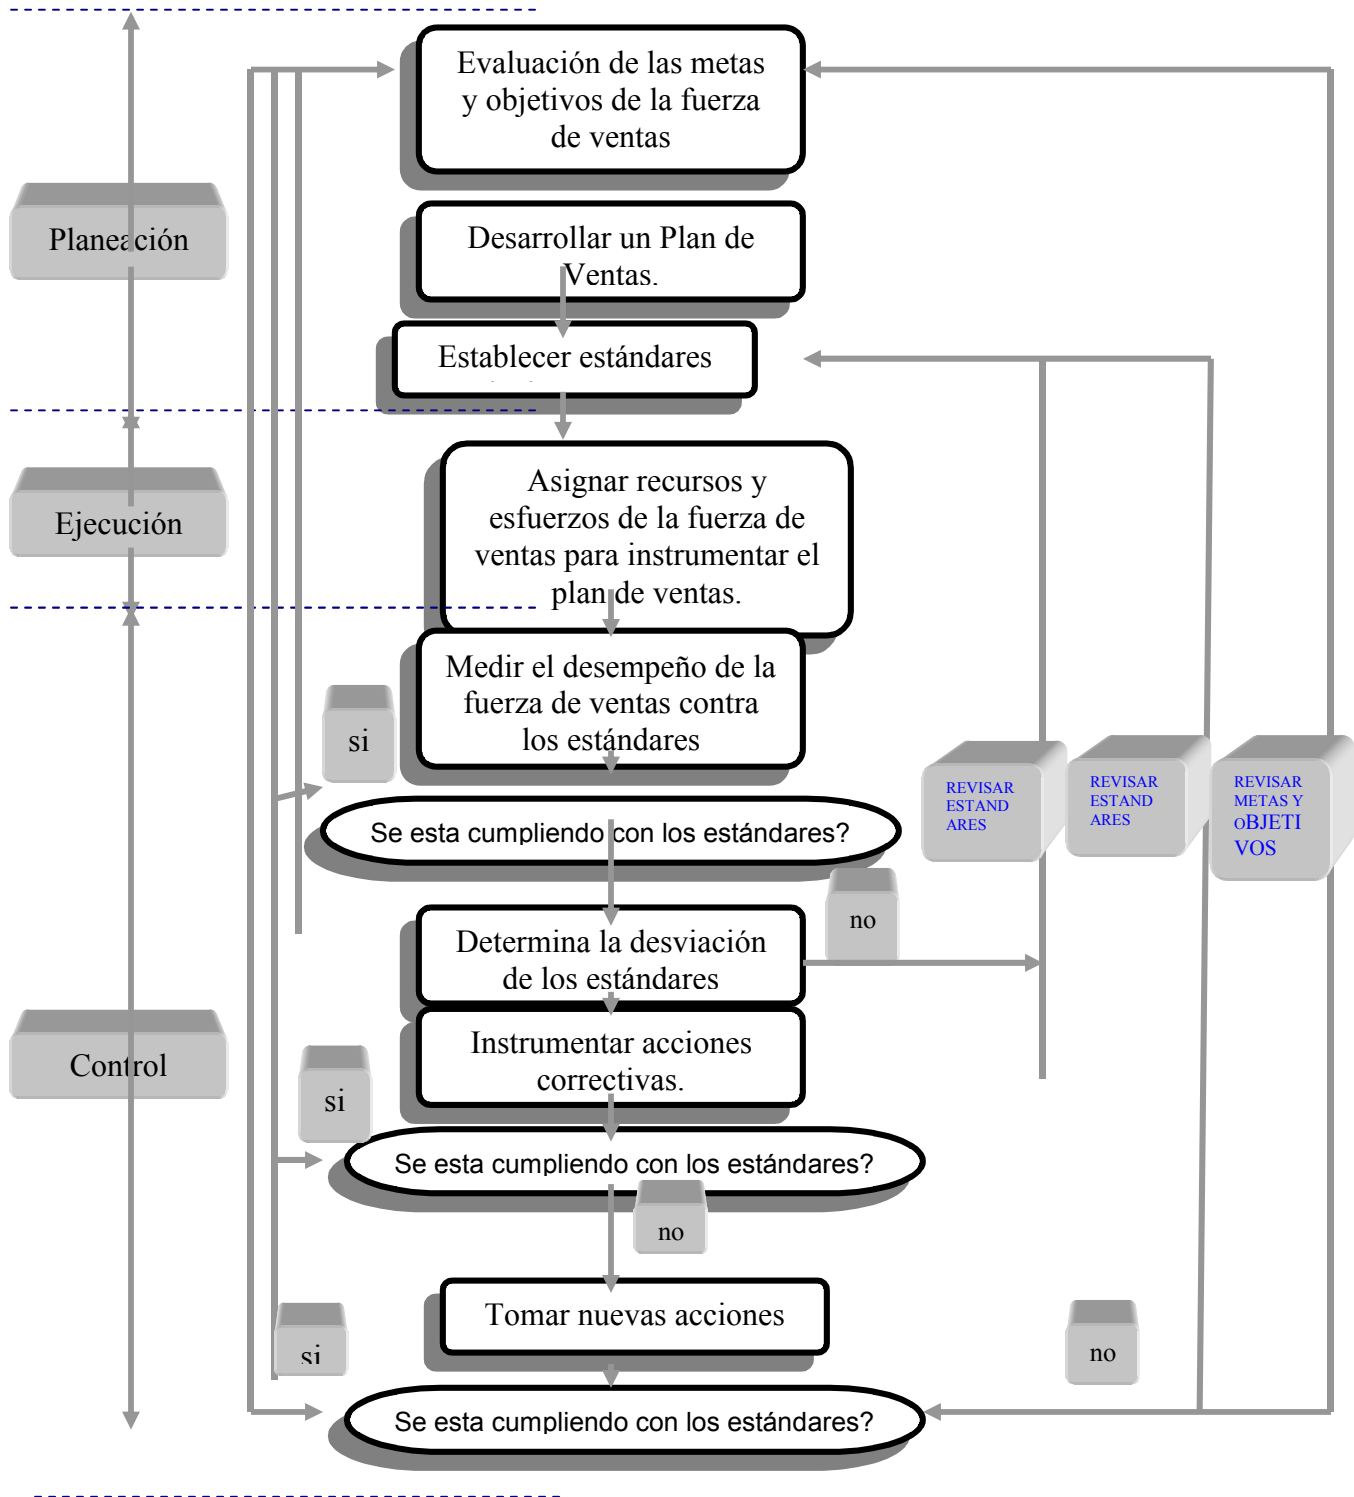 Evaluación de las metas
y objetivos de la fuerza
de ventas
Planeación
Desarrollar un Plan de
Ventas.
Establecer estándares
Ejecución
Asignar recursos y
esfuerzos de la fuerza de
ventas para instrumentar el
plan de ventas.
Medir el desempeño de la
fuerza de ventas contra
los estándares
si
REVISAR
ESTAND
ARES
REVISAR
ESTAND
ARES
REVISAR
METAS Y
OBJETI
VOS
Se esta cumpliendo con los estándares?
no
Determina la desviación
de los estándares
Control
Instrumentar acciones
correctivas.
si
Se esta cumpliendo con los estándares?
no
Tomar nuevas acciones
si
no
Se esta cumpliendo con los estándares?